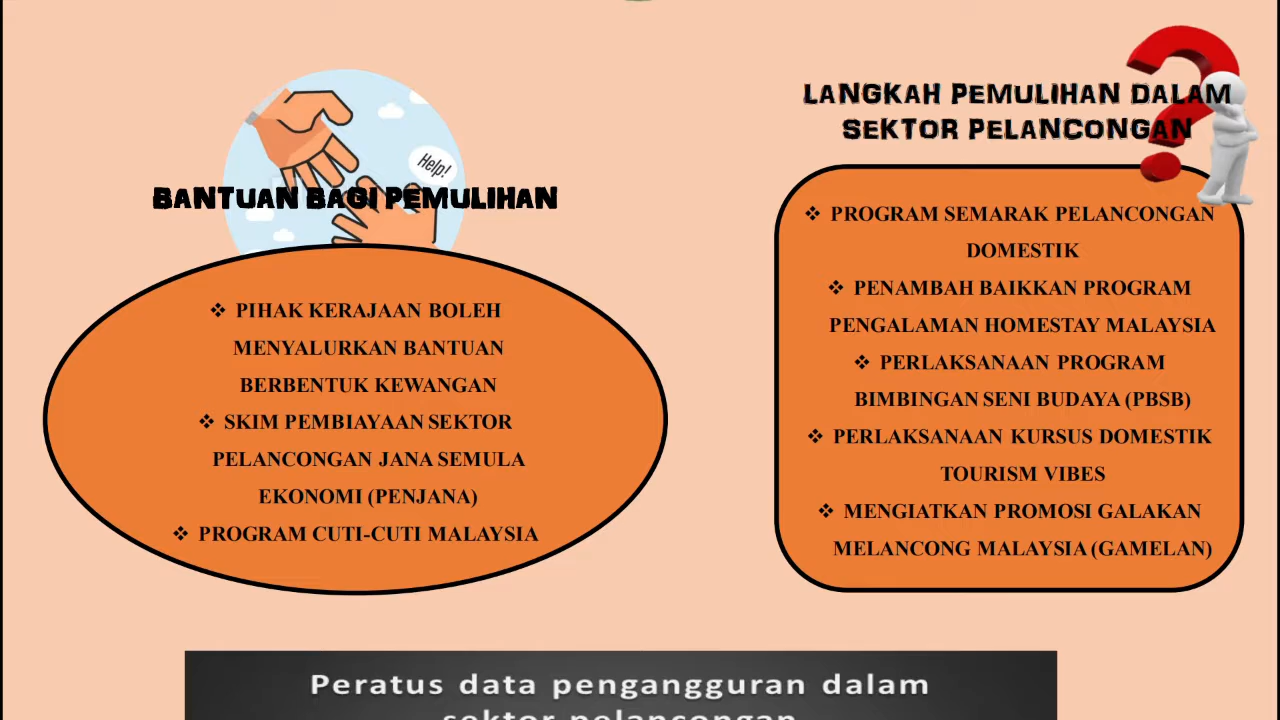 BANTUAN BAGI PEMULIHAN
Help!
❖ PIHAK KERAJAAN BOLEH
MENYALURKAN BANTUAN
BERBENTUK KEWANGAN
❖ SKIM PEMBIAYAAN SEKTOR
PELANCONGAN JANA SEMULA
EKONOMI (PENJANA)
❖ PROGRAM CUTI-CUTI MALAYSIA
LANGKAH PEMULIHAN DALAM
SEKTOR PELANCONGAN
❖ PROGRAM SEMARAK PELANCONGAN
DOMESTIK
❖ PENAMBAH BAIKKAN PROGRAM
PENGALAMAN HOMESTAY MALAYSIA
❖ PERLAKSANAAN PROGRAM
BIMBINGAN SENI BUDAYA (PBSB)
❖ PERLAKSANAAN KURSUS DOMESTIK
TOURISM VIBES
❖ MENGIATKAN PROMOSI GALAKAN
MELANCONG MALAYSIA (GAMELAN)
Peratus data pengangguran dalam
sektor pelancongan